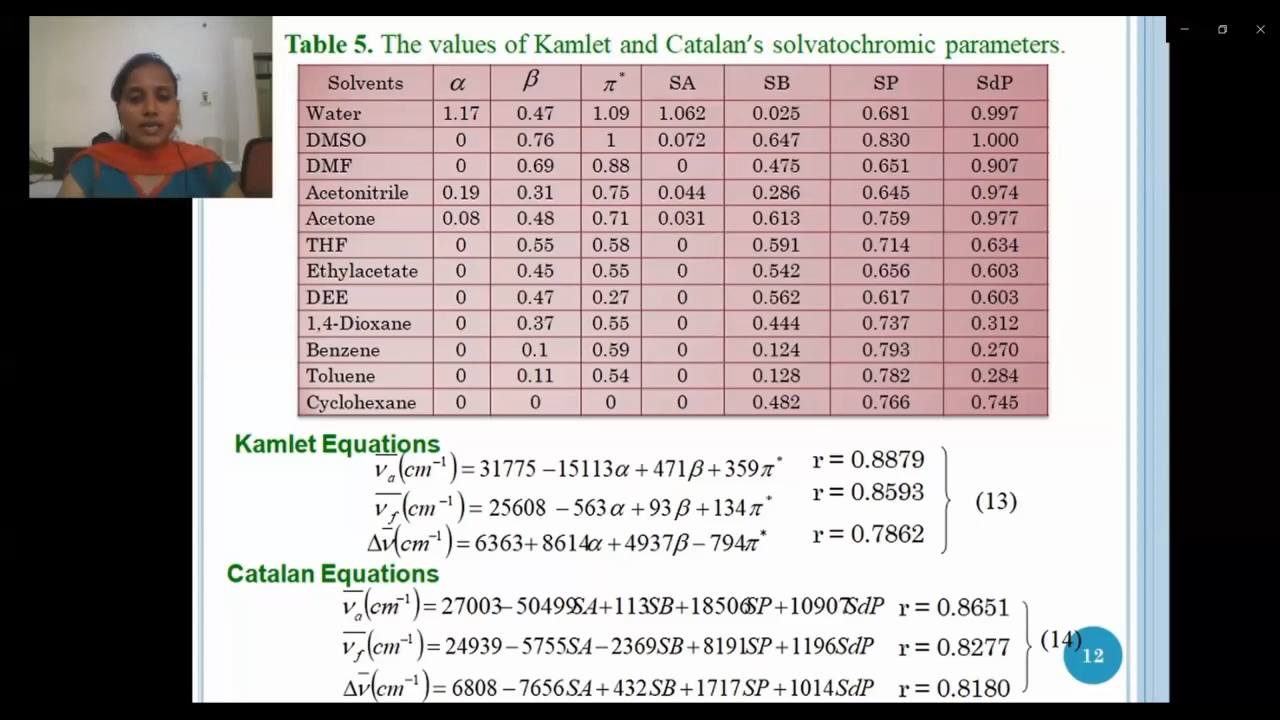 Table 5. The values of Kamlet and Catalan's solvatochromic parameters.
Solvents α β π* SA SB SP SdP
Water 1.17 0.47 1.09 1.062 0.025 0.681 0.997
DMSO 0 0.76 1 0.072 0.647 0.830 1.000
DMF 0 0.69 0.88 0 0.475 0.651 0.907
Acetonitrile 0.19 0.31 0.75 0.044 0.286 0.645 0.974
Acetone 0.08 0.48 0.71 0.031 0.613 0.759 0.977
THF 0 0.55 0.58 0 0.591 0.714 0.634
Ethylacetate 0 0.45 0.55 0 0.542 0.656 0.603
DEE 0 0.47 0.27 0 0.562 0.617 0.603
1,4-Dioxane 0 0.37 0.55 0 0.444 0.737 0.312
Benzene 0 0.1 0.59 0 0.124 0.793 0.270
Toluene 0 0.11 0.54 0 0.128 0.782 0.284
Cyclohexane 0 0 0 0 0.482 0.766 0.745
Kamlet Equations
ν̅a(cm⁻¹) = 31775 −15113α + 471β + 359π* r = 0.8879
ν̅f(cm⁻¹) = 25608 − 563α + 93β + 134π* r = 0.8593
Δν̅(cm⁻¹) = 6363 + 8614α + 4937β − 794π* r = 0.7862
(13)
Catalan Equations
ν̅a(cm⁻¹) = 27003 − 50499SA + 113SB + 18506SP + 10907SdP r = 0.8651
ν̅f(cm⁻¹) = 24939 − 5755SA − 2369SB + 8191SP + 1196SdP r = 0.8277
Δν̅(cm⁻¹) = 6808 − 7656SA + 432SB + 1717SP + 1014SdP r = 0.8180
(14)
12